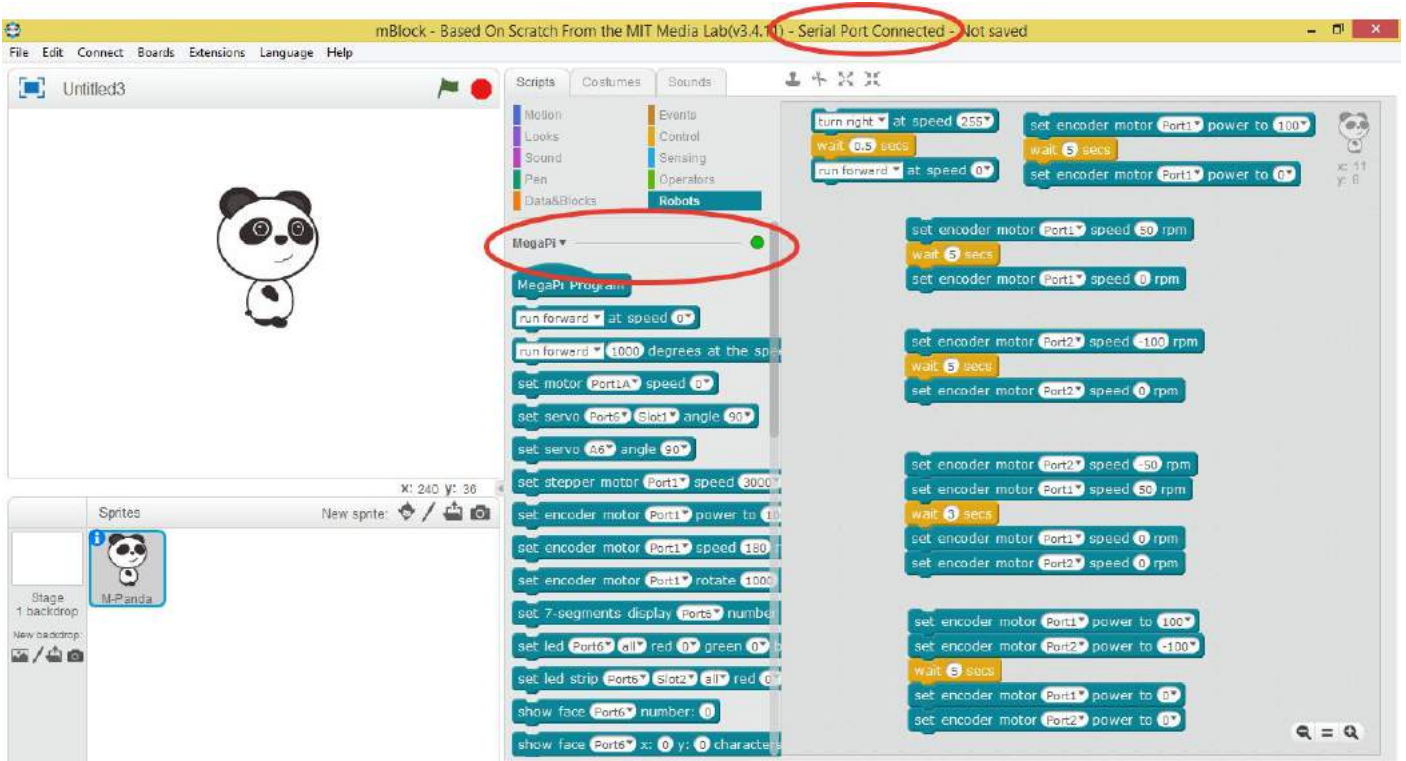 mBlock - Based On Scratch From the MIT Media Lab(v3.4.11) - Serial Port Connected - Not saved
File Edit Connect Boards Extensions Language Help
Untitled3
Scripts Costumes Sounds
Motion Events
Looks Control
Sound Sensing
Pen Operators
Data&Blocks Robots
MegaPi
MegaPi Program
run forward at speed 0
run forward 1000 degrees at the spe
set motor Port1A speed 0
set servo Port6 Slot1 angle 90
set servo A6 angle 90
set stepper motor Port1 speed 3000
set encoder motor Port1 power to 10
set encoder motor Port1 speed 180
set encoder motor Port1 rotate 1000
set 7-segments display Port6 number
set led Port6 all red 0 green 0
set led strip Port6 Slot2 all red 0
show face Port6 number: 0
show face Port6 x: 0 y: 0 characters
turn right at speed 255
wait 0.5 secs
run forward at speed 0
set encoder motor Port1 power to 100
wait 5 secs
set encoder motor Port1 power to 0
x: 11
set encoder motor Port1 speed 50 rpm
wait 5 secs
set encoder motor Port1 speed 0 rpm
set encoder motor Port2 speed -100 rpm
wait 5 secs
set encoder motor Port2 speed 0 rpm
set encoder motor Port2 speed -50 rpm
set encoder motor Port1 speed 50 rpm
wait 3 secs
set encoder motor Port1 speed 0 rpm
set encoder motor Port2 speed 0 rpm
set encoder motor Port1 power to 100
set encoder motor Port2 power to -100
wait 5 secs
set encoder motor Port1 power to 0
set encoder motor Port2 power to 0
X: 240 y: 36
Sprites New sprite:
Stage
1 backdrop
New backdrop:
M-Panda